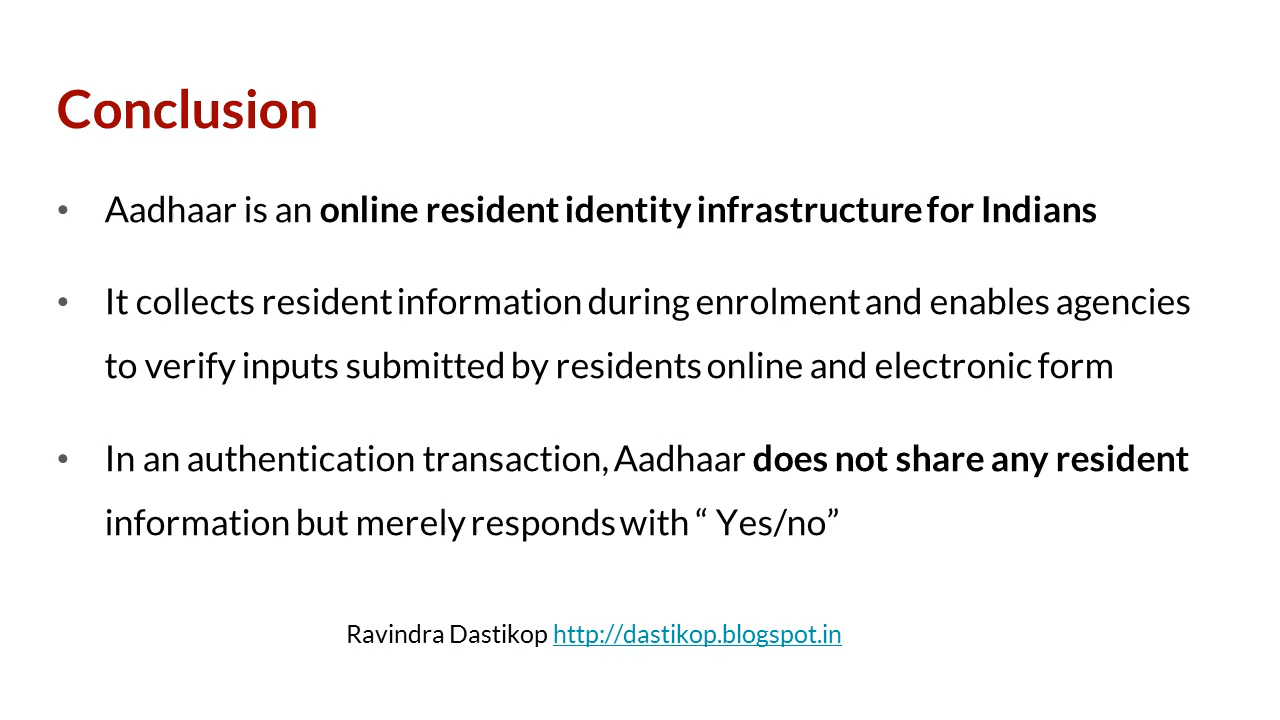 Conclusion
• Aadhaar is an online resident identity infrastructure for Indians
• It collects resident information during enrolment and enables agencies
to verify inputs submitted by residents online and electronic form
• In an authentication transaction, Aadhaar does not share any resident
information but merely responds with “ Yes/no”
Ravindra Dastikop http://dastikop.blogspot.in